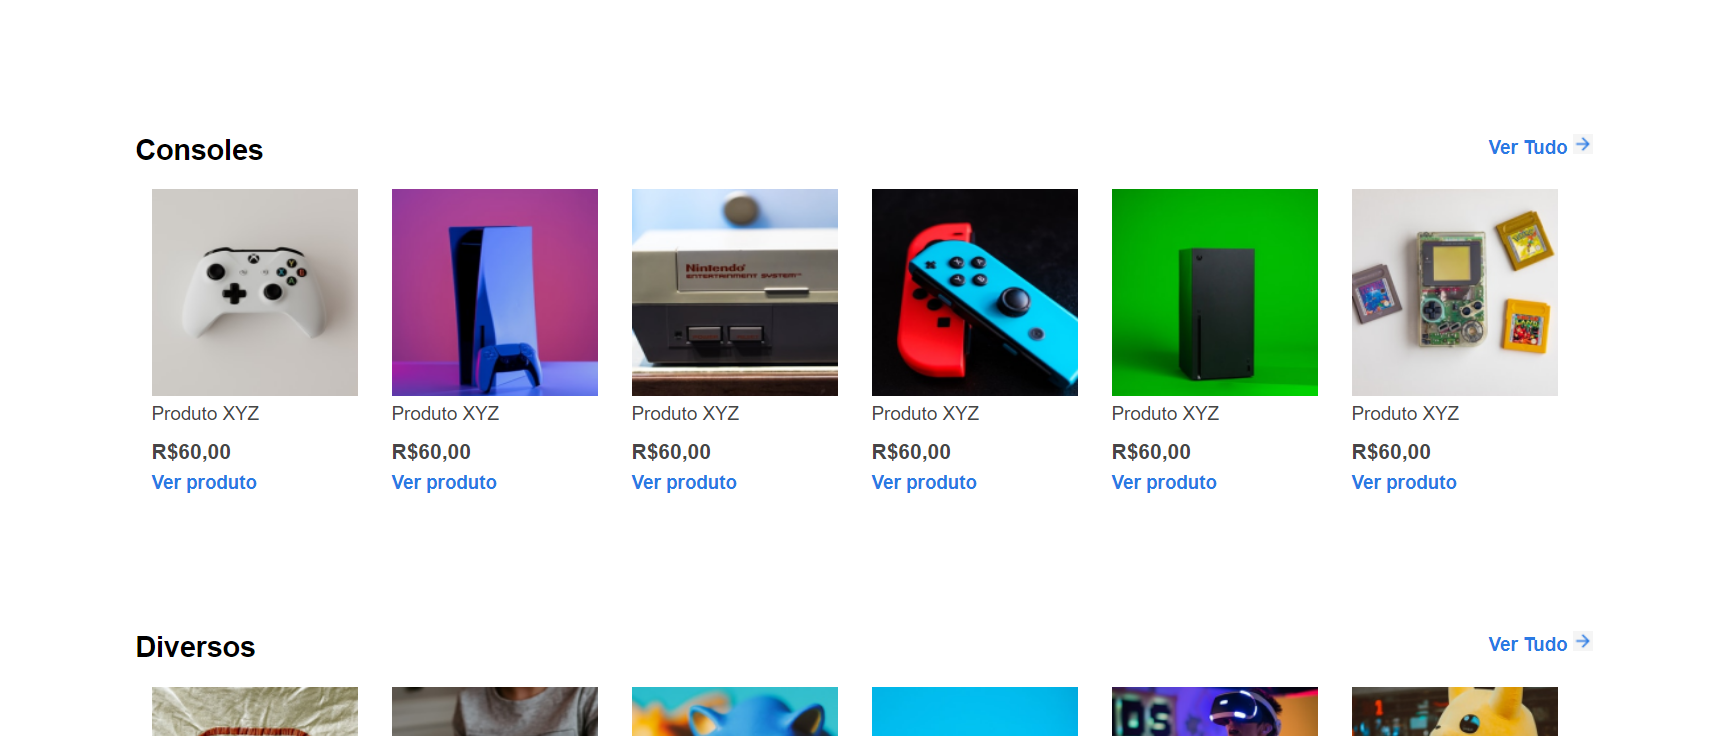 Consoles
Ver Tudo
Nintendo
ENTERTAINMENT SYSTEM™
Produto XYZ
Produto XYZ
Produto XYZ
Produto XYZ
Produto XYZ
Produto XYZ
R$60,00
R$60,00
R$60,00
R$60,00
R$60,00
R$60,00
Ver produto
Ver produto
Ver produto
Ver produto
Ver produto
Ver produto
Diversos
Ver Tudo